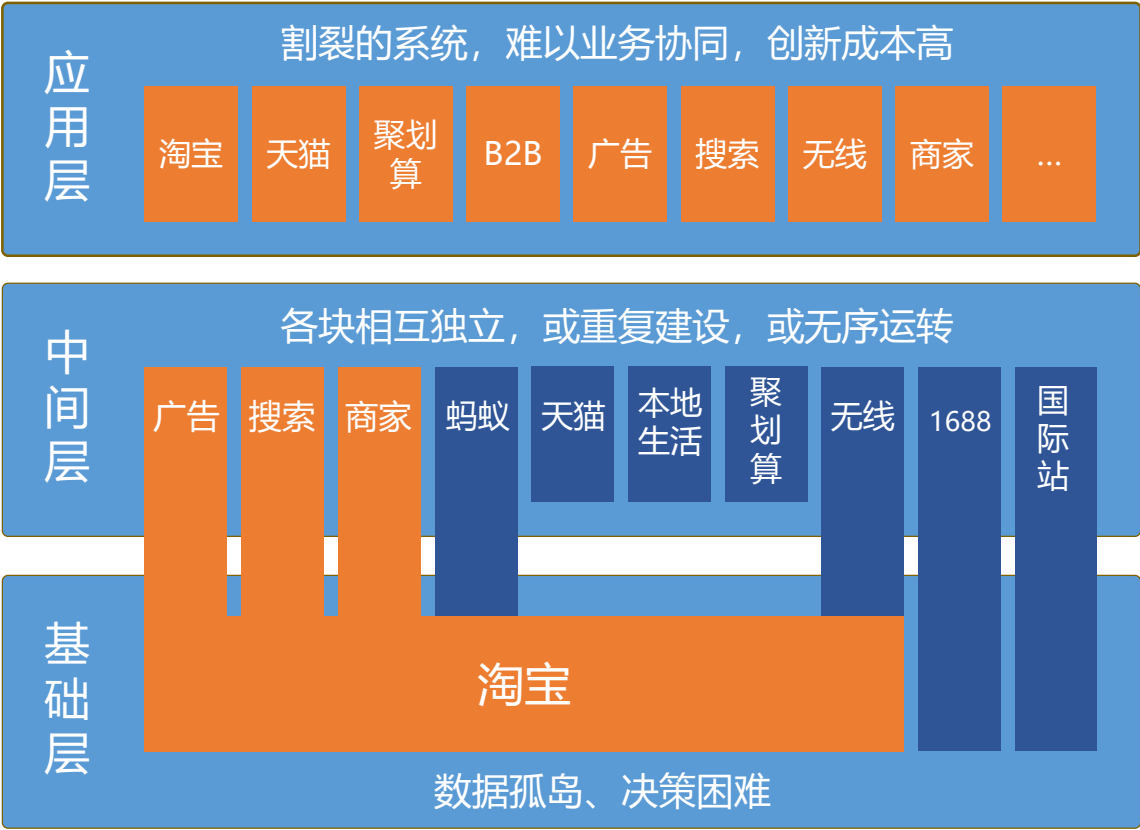 应用层
割裂的系统，难以业务协同，创新成本高
淘宝
天猫
聚划
算
B2B
广告
搜索
无线
商家
...
中间层
各块相互独立，或重复建设，或无序运转
广告
搜索
商家
蚂蚁
天猫
本地
生活
聚划算
无线
1688
国际站
基础层
淘宝
数据孤岛、决策困难